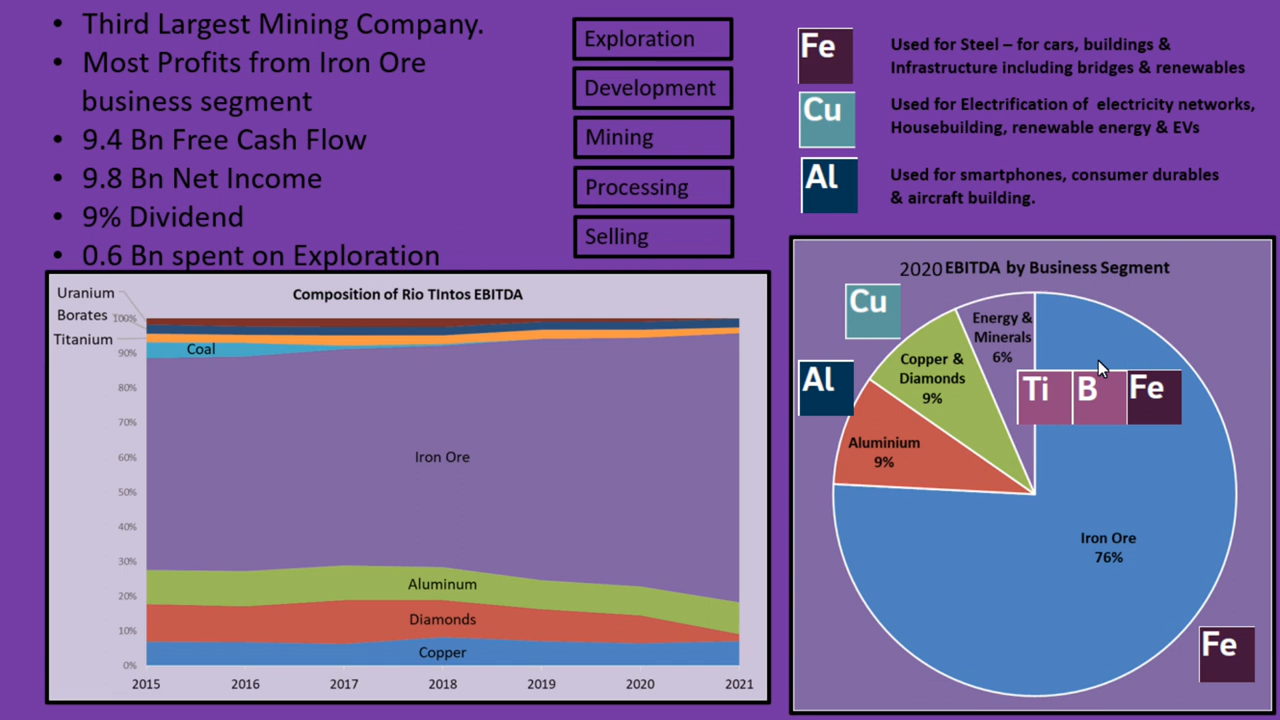 • Third Largest Mining Company.
• Most Profits from Iron Ore
business segment
• 9.4 Bn Free Cash Flow
• 9.8 Bn Net Income
• 9% Dividend
• 0.6 Bn spent on Exploration
Exploration
Development
Mining
Processing
Selling
Fe
Used for Steel – for cars, buildings &
Infrastructure including bridges & renewables
Cu
Used for Electrification of electricity networks,
Housebuilding, renewable energy & EVs
Al
Used for smartphones, consumer durables
& aircraft building.
Composition of Rio TIntos EBITDA
Uranium
Borates
Titanium
100%
90%
80%
70%
60%
50%
40%
30%
20%
10%
0%
Coal
Iron Ore
Aluminum
Diamonds
Copper
2015 2016 2017 2018 2019 2020 2021
2020 EBITDA by Business Segment
Cu
Al
Energy &
Minerals
6%
Copper &
Diamonds
9%
Ti B Fe
Aluminium
9%
Iron Ore
76%
Fe